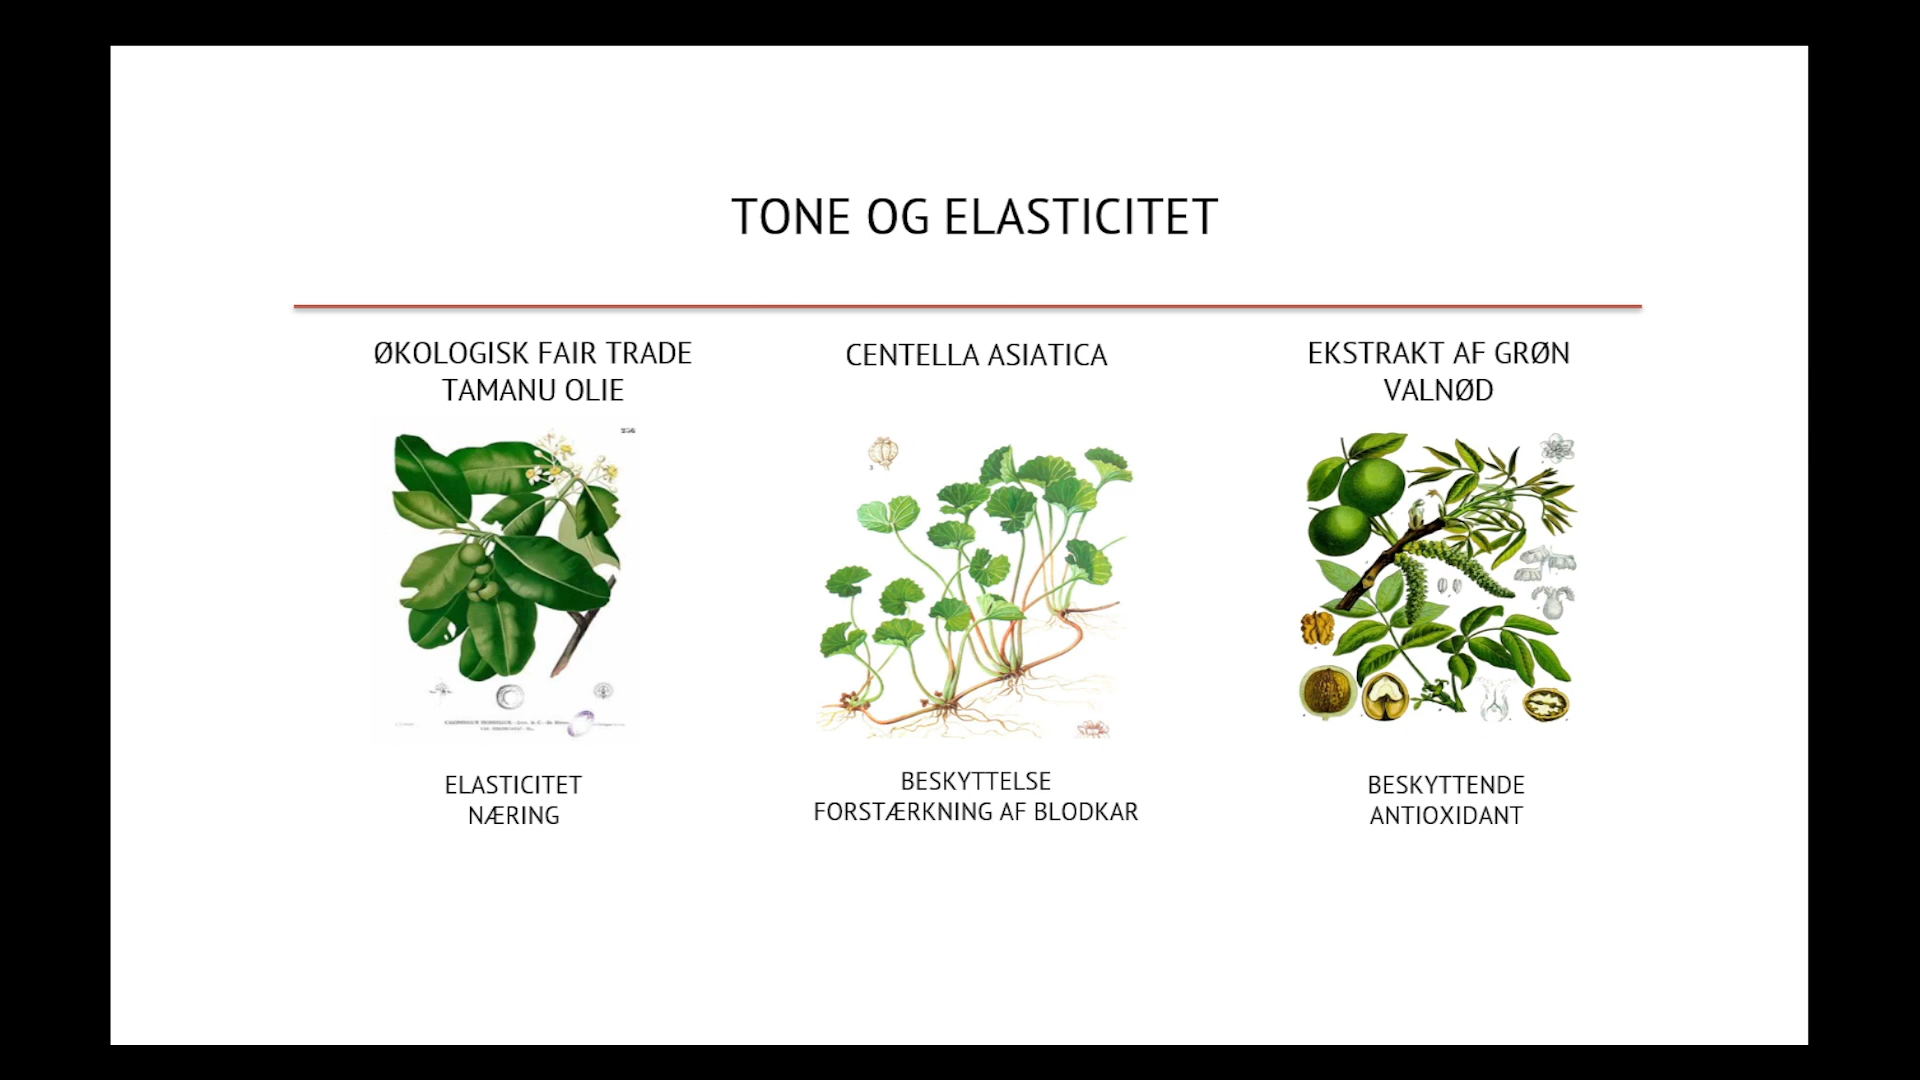 TONE OG ELASTICITET
ØKOLOGISK FAIR TRADE
TAMANU OLIE
CENTELLA ASIATICA
EKSTRAKT AF GRØN
VALNØD
3
ELASTICITET
NÆRING
BESKYTTELSE
FORSTÆRKNING AF BLODKAR
BESKYTTENDE
ANTIOXIDANT